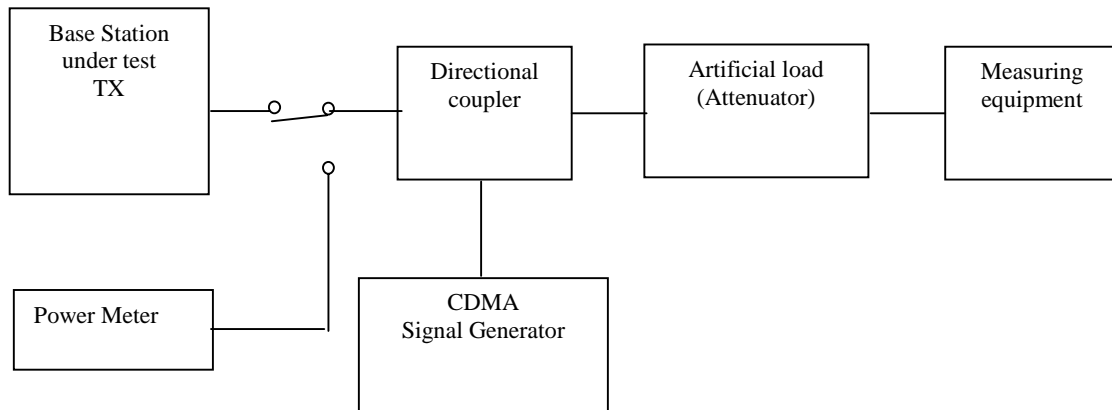 Base Station
under test
TX
Directional
coupler
Artificial load
(Attenuator)
Measuring
equipment
Power Meter
CDMA
Signal Generator